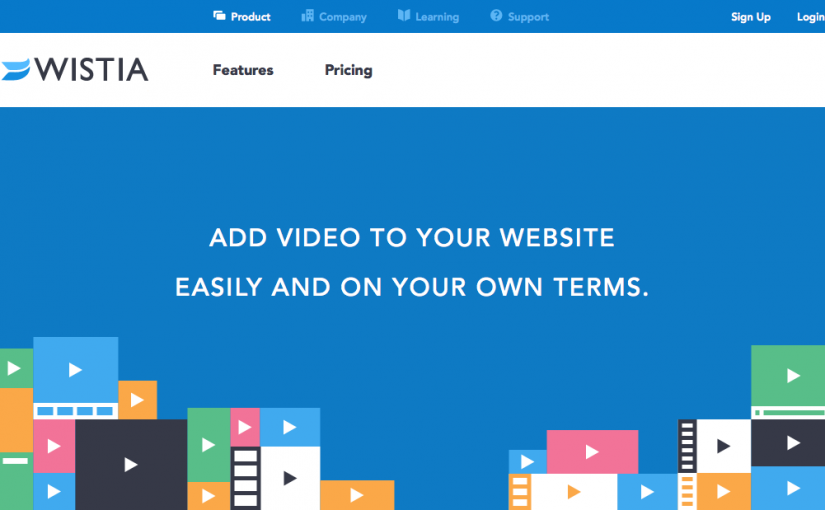 Product Company Learning Support Sign Up Login
WISTIA Features Pricing
ADD VIDEO TO YOUR WEBSITE
EASILY AND ON YOUR OWN TERMS.